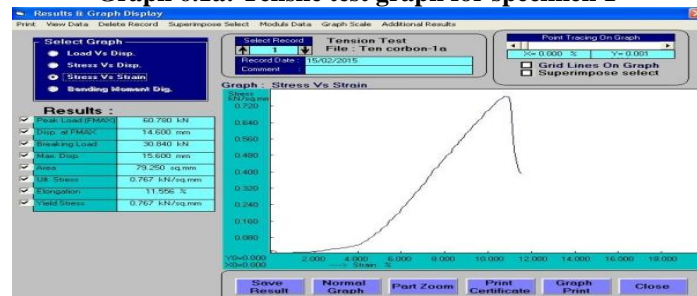 Figure 6.1a: Tensile test graph for specimen 1
Results & Graph Display
Print View Data Delete Record Superimpose Select Moduls Data Graph Scale Additional Results
Select Graph
Load Vs Disp.
Stress Vs Disp.
Stress Vs Strain
Bending Moment Dig.
Select Record
1
Tension Test
File : Ten corbon-1a
Record Date : 15/02/2015
Comment :
Point Tracing On Graph
X= 0.000 % Y= 0.001
Grid Lines On Graph
Superimpose select
Results :
Peak Load (FMAX) 60.780 kN
Disp. at FMAX 14.600 mm
Breaking Load 30.840 kN
Max. Disp. 15.600 mm
Area 79.250 sq.mm
Ult. Stress 0.767 kN/sq.mm
Elongation 11.556 %
Yield Stress 0.767 kN/sq.mm
Graph : Stress Vs Strain
Stress
kN/sq.mm
0.720
0.640
0.560
0.480
0.400
0.320
0.240
0.160
0.080
Y0=0.000
X0=0.000
2.000 4.000 6.000 8.000 10.000 12.000 14.000 16.000 18.000
----> Strain %
Save Result
Normal Graph
Part Zoom
Print Certificate
Graph Print
Close